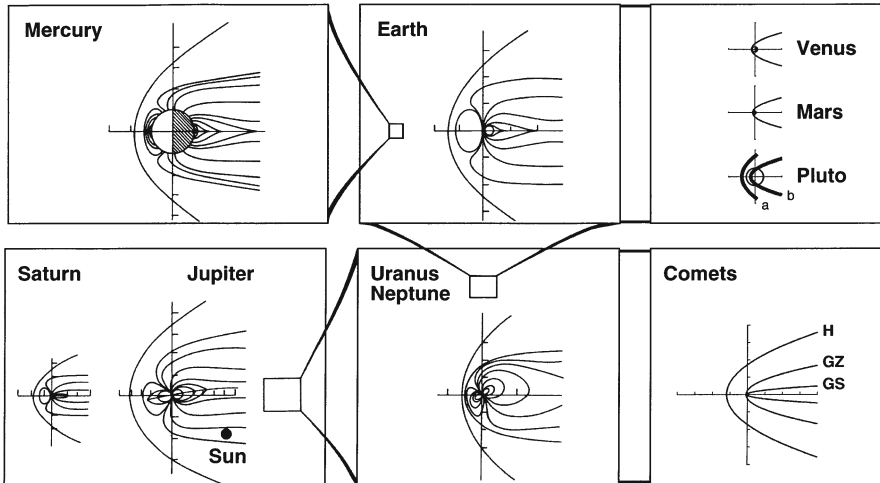 Mercury
Earth
Venus
Mars
Pluto
a
b
Saturn
Jupiter
Sun
Uranus
Neptune
Comets
H
GZ
GS